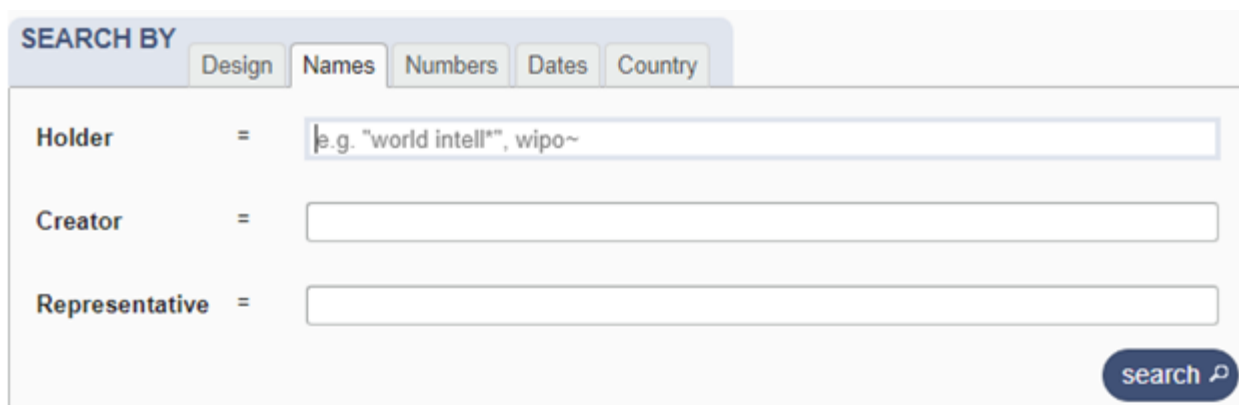 SEARCH BY
Design Names Numbers Dates Country
Holder = e.g. "world intell*", wipo~
Creator =
Representative =
search